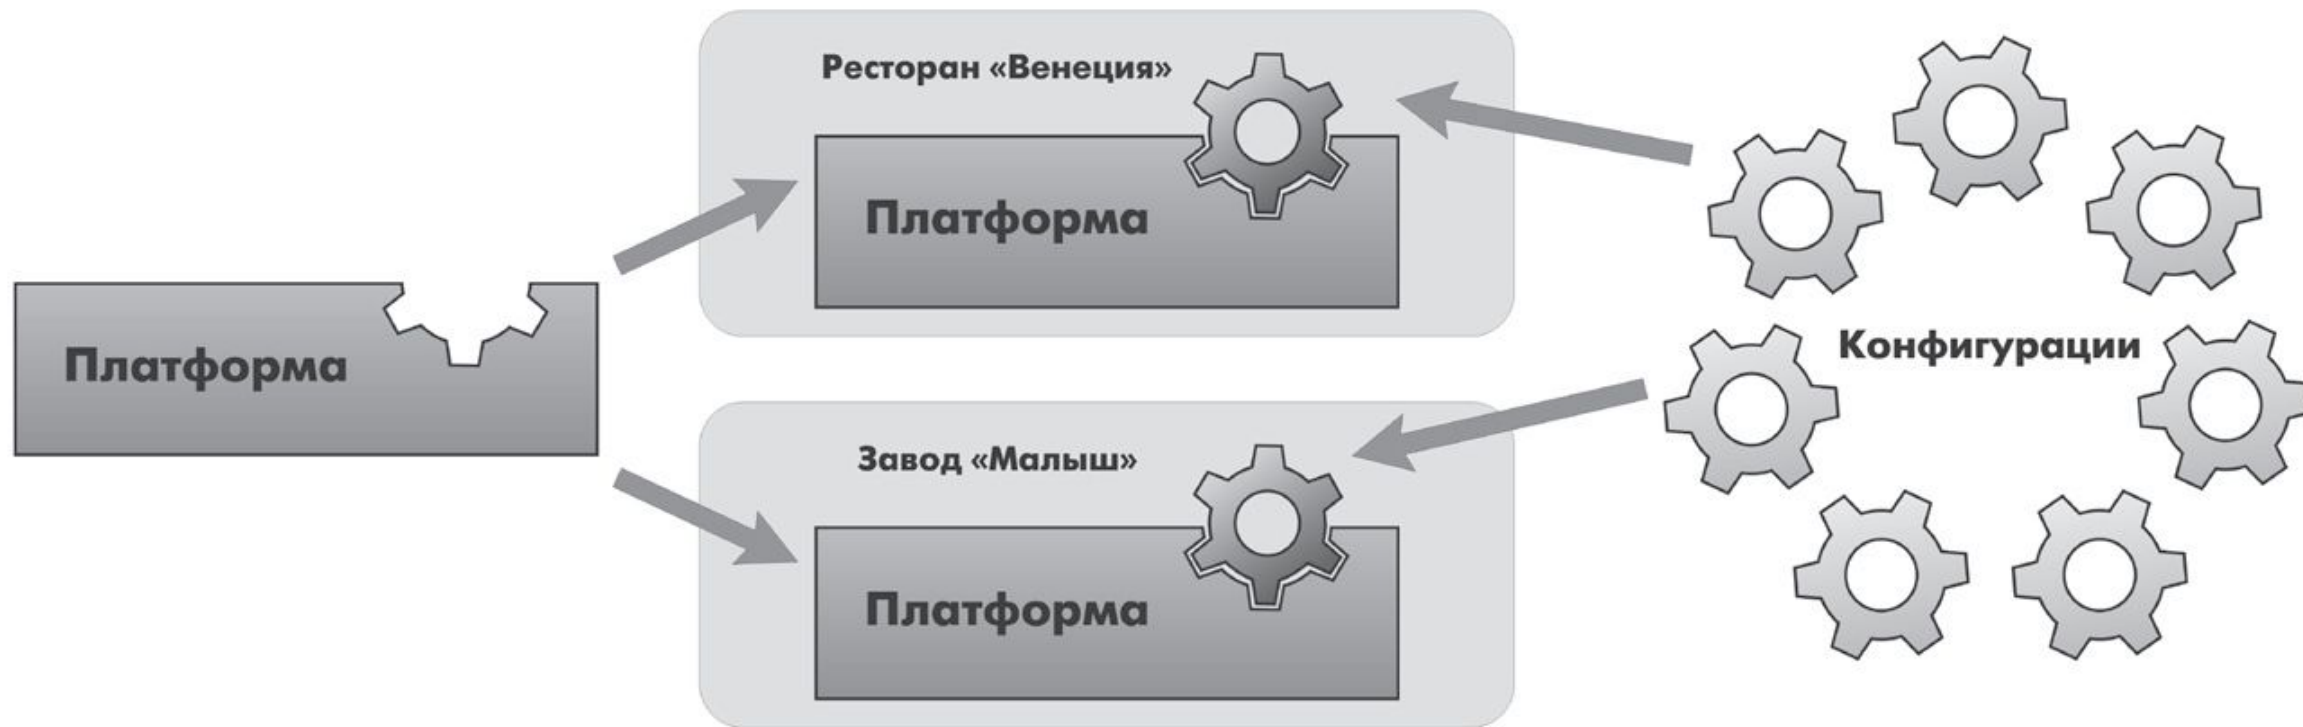 Платформа
Ресторан «Венеция»
Платформа
Завод «Малыш»
Платформа
Конфигурации